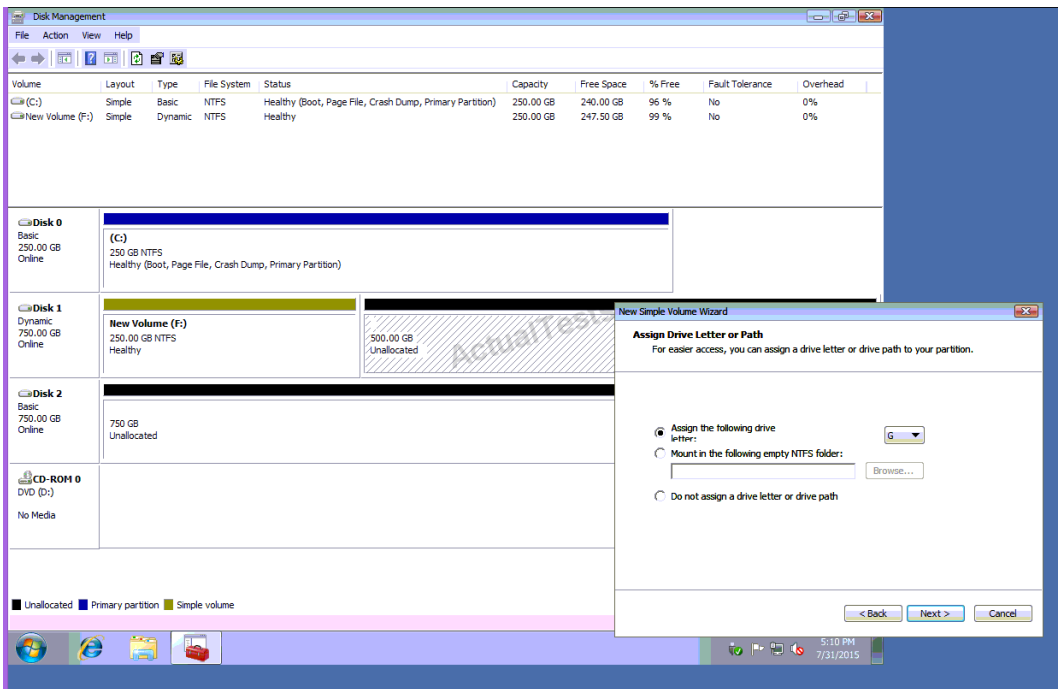 Disk Management
File Action View Help
Volume Layout Type File System Status Capacity Free Space % Free Fault Tolerance Overhead
(C:) Simple Basic NTFS Healthy (Boot, Page File, Crash Dump, Primary Partition) 250.00 GB 240.00 GB 96 % No 0%
New Volume (F:) Simple Dynamic NTFS Healthy 250.00 GB 247.50 GB 99 % No 0%
Disk 0
Basic
250.00 GB
Online
(C:)
250 GB NTFS
Healthy (Boot, Page File, Crash Dump, Primary Partition)
Disk 1
Dynamic
750.00 GB
Online
New Volume (F:)
250.00 GB NTFS
Healthy
500.00 GB
Unallocated
Disk 2
Basic
750.00 GB
Online
750 GB
Unallocated
CD-ROM 0
DVD (D:)
No Media
Unallocated Primary partition Simple volume
New Simple Volume Wizard
Assign Drive Letter or Path
For easier access, you can assign a drive letter or drive path to your partition.
Assign the following drive
letter:
G
Mount in the following empty NTFS folder:
Browse...
Do not assign a drive letter or drive path
< Back Next > Cancel
5:10 PM
7/31/2015